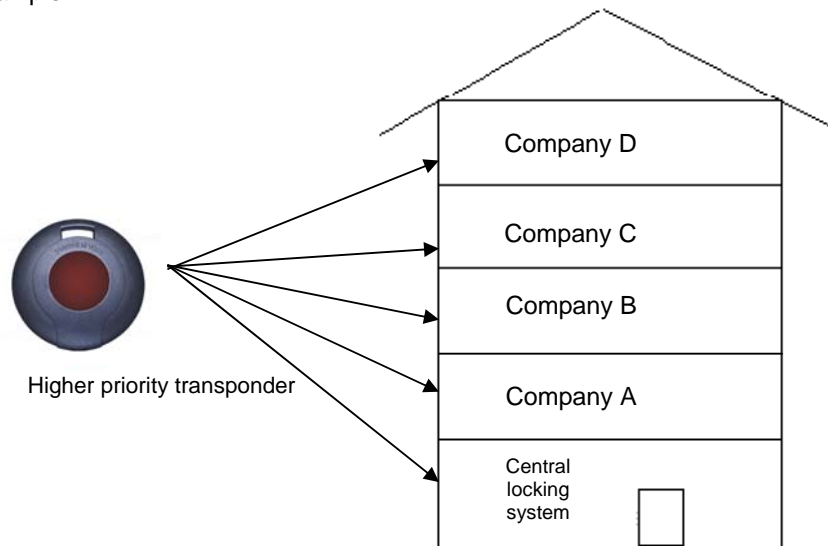 Company D
Company C
Company B
Higher priority transponder
Company A
Central
locking
system